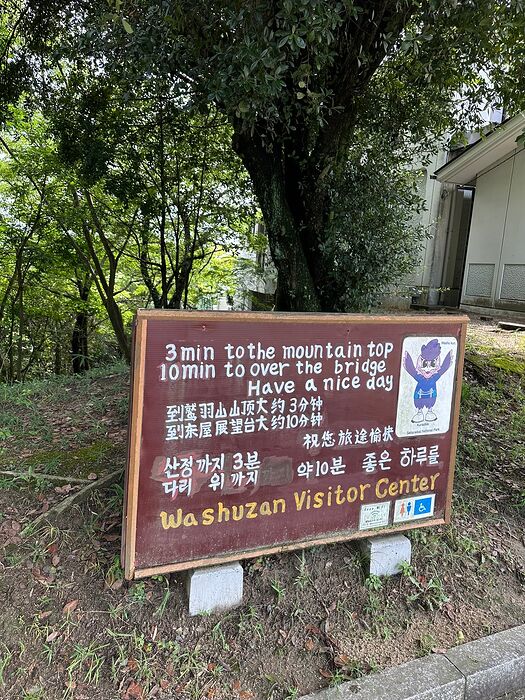 3min tothe mountain top
10min to over the bridge
Have a nice day
到鹫羽山山顶大约3分钟
到东屋展望台大约10分钟
祝您旅途愉快
산정까지 3분
다리 위까지 약10분 좋은 하루를
Washuzan Visitor Center